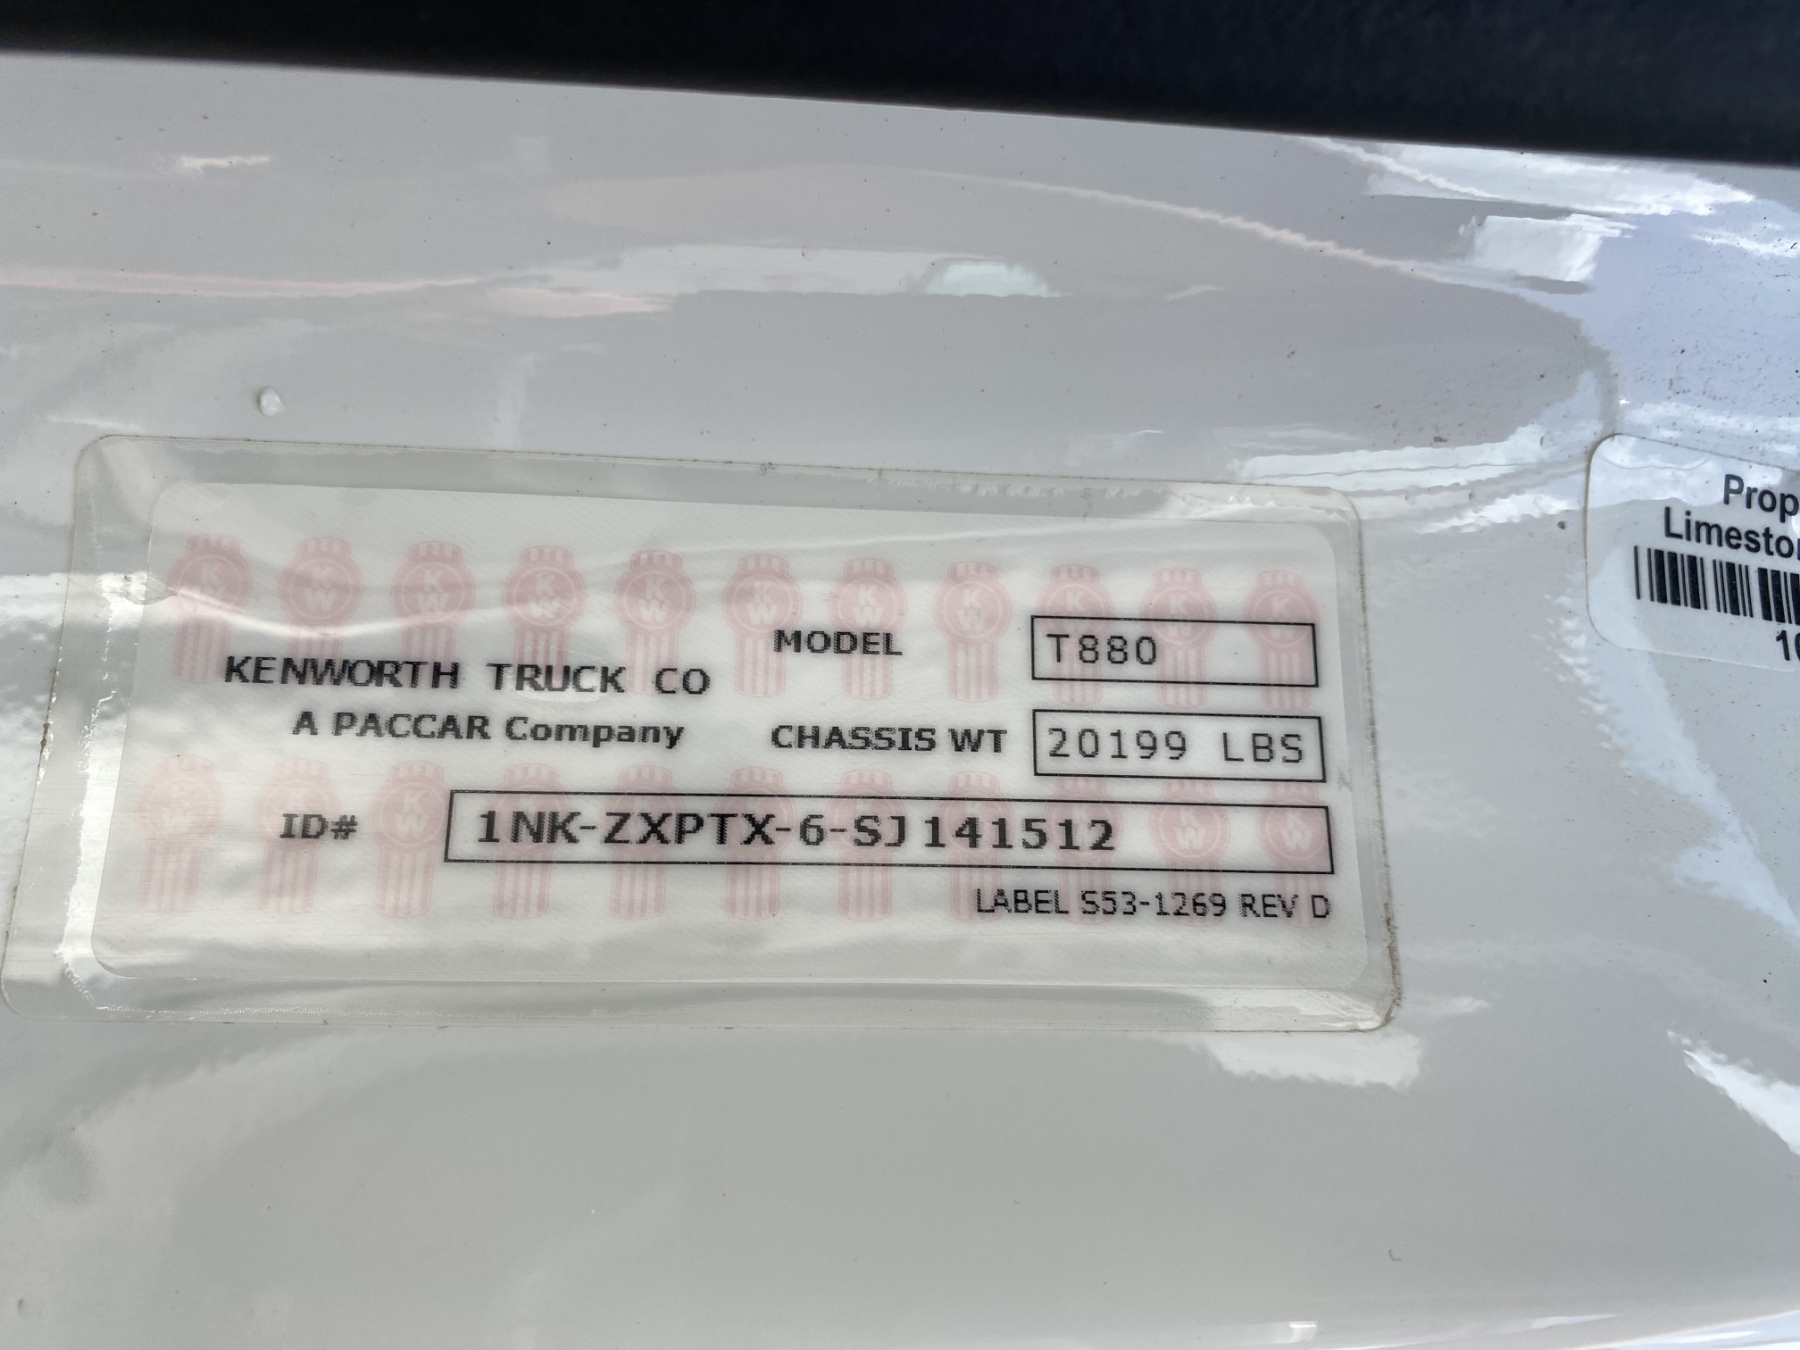 KENWORTH TRUCK CO
A PACCAR Company
MODEL T880
CHASSIS WT 20199 LBS
ID# 1NK-ZXPTX-6-SJ141512
LABEL S53-1269 REV D
Prop
Limesto
10